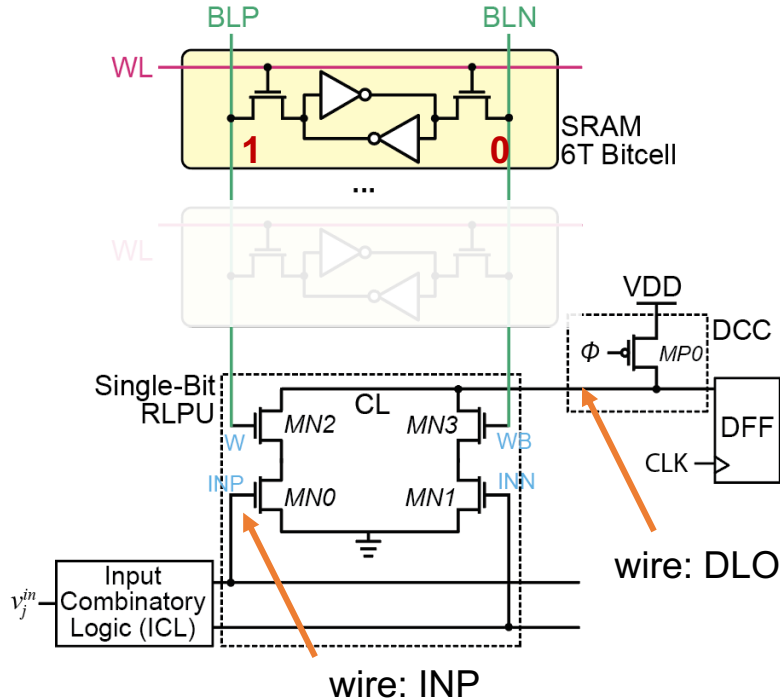 BLP
BLN
WL
1
0
SRAM
6T Bitcell
...
WL
VDD
DCC
Φ
MP0
Single-Bit
RLPU
CL
MN2
MN3
W
WB
DFF
CLK
INP
INN
MN0
MN1
wire: DLO
Input
Combinatory
Logic (ICL)
v_j^{in}
wire: INP